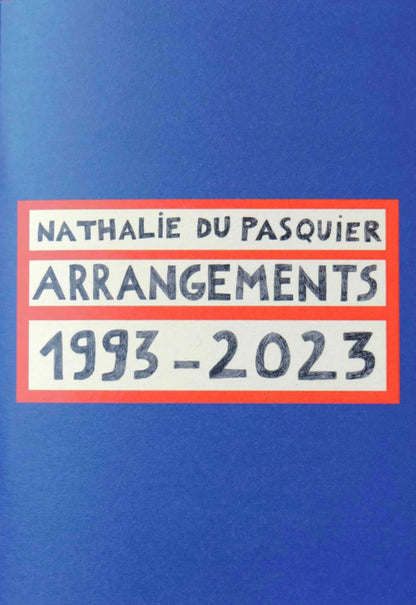 NATHALiE DU PASQUiER
ARRANGEMENTS
1993-2023